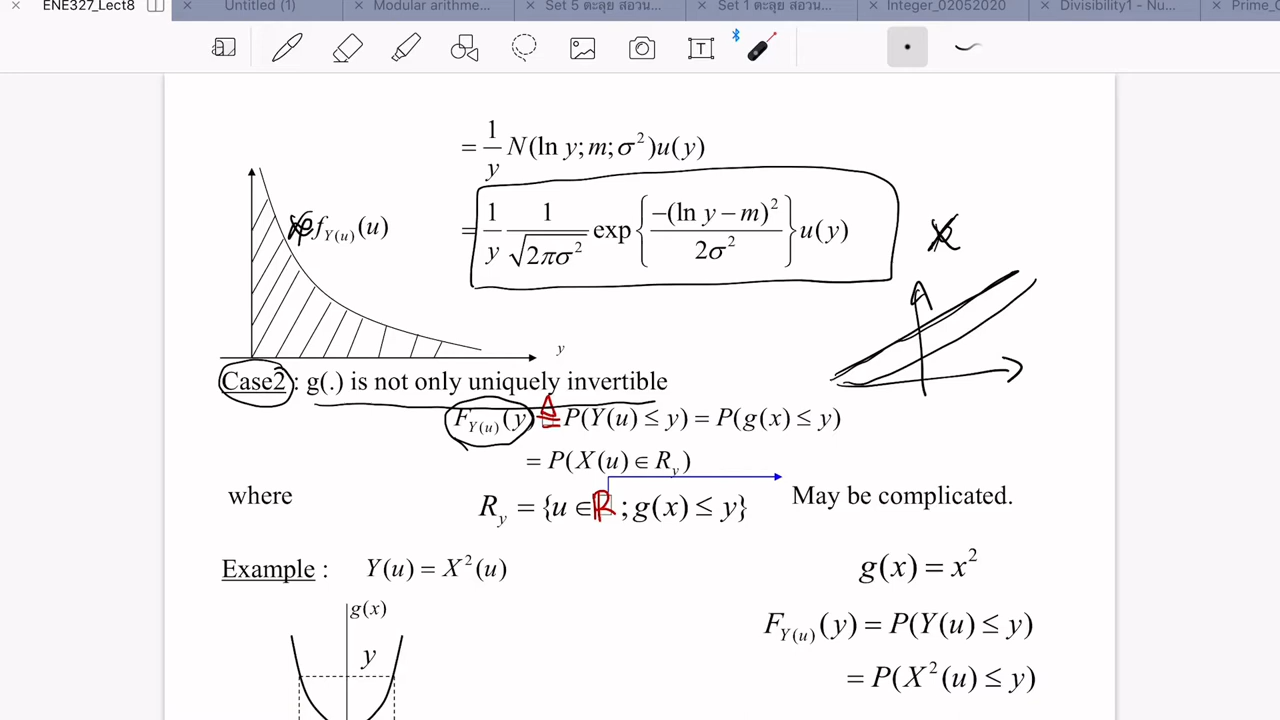 ENE327_Lect8 Untitled (1) Modular arithme... Set 5 ตะลุย สอวน... Set 1 ตะลุย สอวน... Integer_02052020 Divisibility1 - Nu... Prime_C
= 1/y N(ln y; m; σ²)u(y)
f_{Y(u)}(u) = 1/y 1/√(2πσ²) exp{−(ln y − m)²/2σ²}u(y)
y
Case2 : g(.) is not only uniquely invertible
F_{Y(u)}(y) ≜ P(Y(u) ≤ y) = P(g(x) ≤ y)
= P(X(u) ∈ R_y)
where R_y = {u ∈ ℝ ; g(x) ≤ y} May be complicated.
Example : Y(u) = X²(u) g(x) = x²
g(x)
F_{Y(u)}(y) = P(Y(u) ≤ y)
y
= P(X²(u) ≤ y)